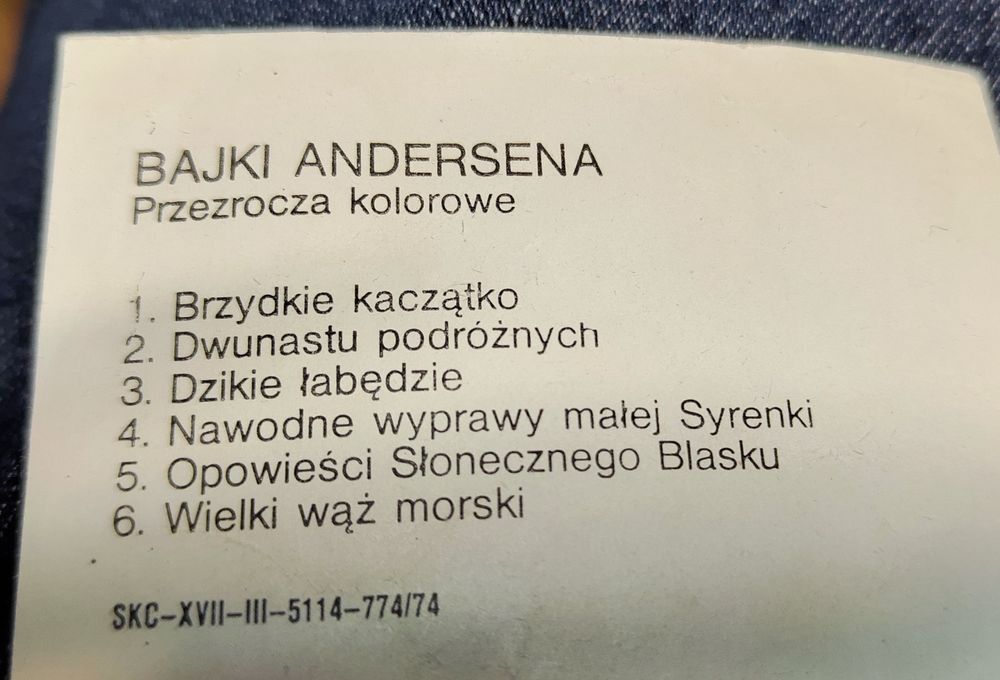 BAJKI ANDERSENA
Przezrocza kolorowe
1. Brzydkie kaczątko
2. Dwunastu podróżnych
3. Dzikie łabędzie
4. Nawodne wyprawy małej Syrenki
5. Opowieści Słonecznego Blasku
6. Wielki wąż morski
SKC–XVII–III–5114–774/74